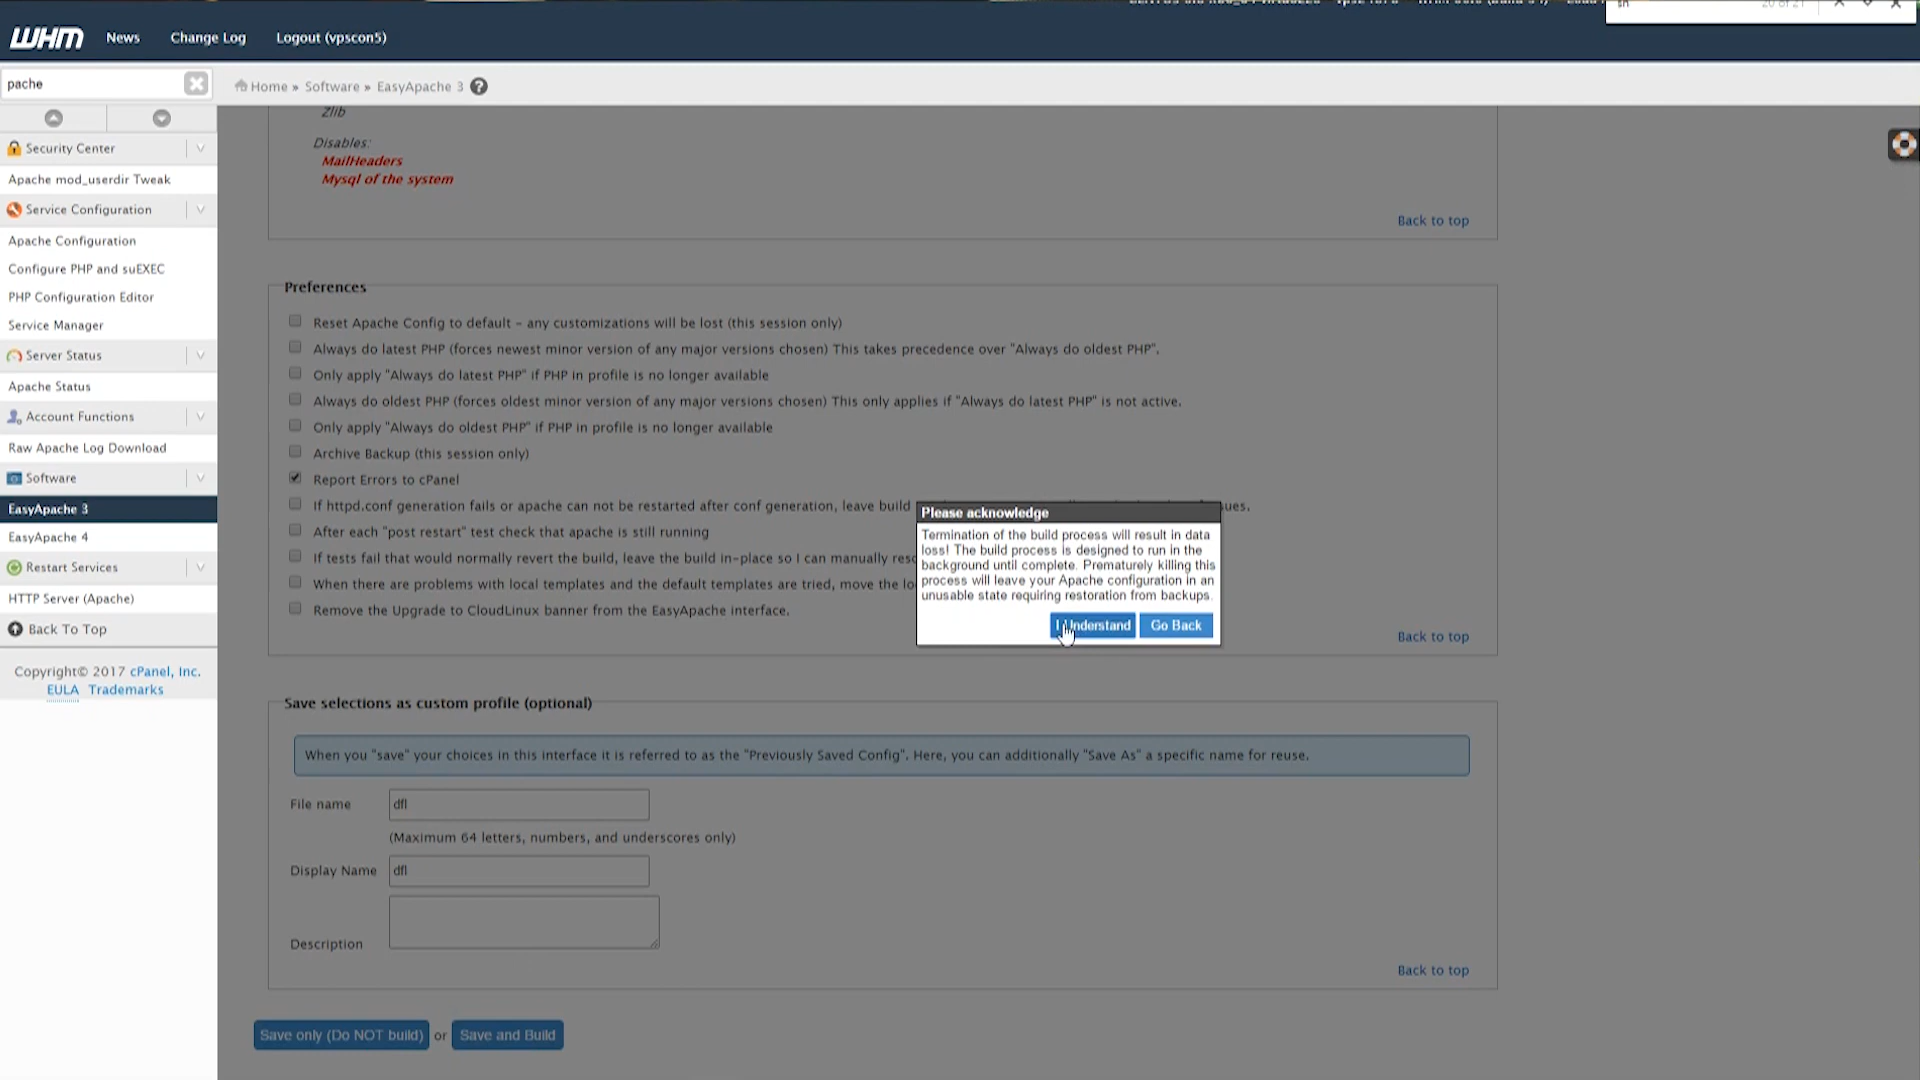 WHM
News
Change Log
Logout (vpscon5)
pache
Home » Software » EasyApache 3
Security Center
Apache mod_userdir Tweak
Service Configuration
Apache Configuration
Configure PHP and suEXEC
PHP Configuration Editor
Service Manager
Server Status
Apache Status
Account Functions
Raw Apache Log Download
Software
EasyApache 3
EasyApache 4
Restart Services
HTTP Server (Apache)
Back To Top
Copyright© 2017 cPanel, Inc.
EULA Trademarks
Zlib
Disables:
MailHeaders
Mysql of the system
Back to top
Preferences
Reset Apache Config to default - any customizations will be lost (this session only)
Always do latest PHP (forces newest minor version of any major versions chosen) This takes precedence over "Always do oldest PHP".
Only apply "Always do latest PHP" if PHP in profile is no longer available
Always do oldest PHP (forces oldest minor version of any major versions chosen) This only applies if "Always do latest PHP" is not active.
Only apply "Always do oldest PHP" if PHP in profile is no longer available
Archive Backup (this session only)
Report Errors to cPanel
If httpd.conf generation fails or apache can not be restarted after conf generation, leave build
After each "post restart" test check that apache is still running
If tests fail that would normally revert the build, leave the build in-place so I can manually
When there are problems with local templates and the default templates are tried, move the
Remove the Upgrade to CloudLinux banner from the EasyApache interface.
Please acknowledge
Termination of the build process will result in data
loss! The build process is designed to run in the
background until complete. Prematurely killing this
process will leave your Apache configuration in an
unusable state requiring restoration from backups.
I Understand
Go Back
Back to top
Save selections as custom profile (optional)
When you "save" your choices in this interface it is referred to as the "Previously Saved Config". Here, you can additionally "Save As" a specific name for reuse.
File name
dfl
(Maximum 64 letters, numbers, and underscores only)
Display Name
dfl
Description
Back to top
Save only (Do NOT build) or Save and Build